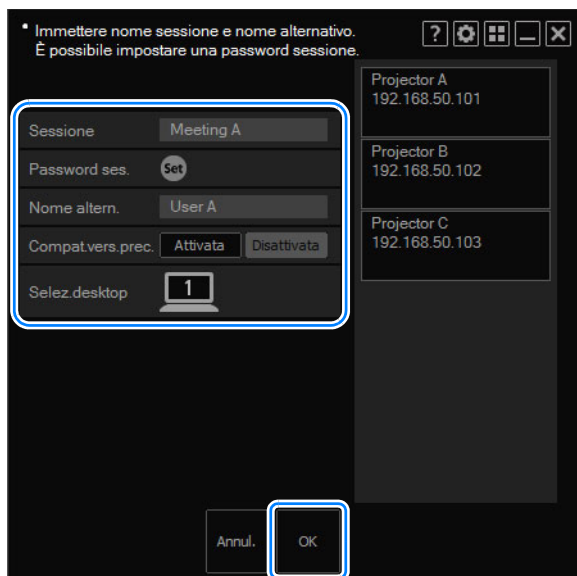 Immettere nome sessione e nome alternativo.
È possibile impostare una password sessione.
?
Projector A
192.168.50.101
Projector B
192.168.50.102
Projector C
192.168.50.103
Sessione Meeting A
Password ses. Set
Nome altern. User A
Compat.vers.prec. Attivata Disattivata
Selez.desktop 1
Annul. OK